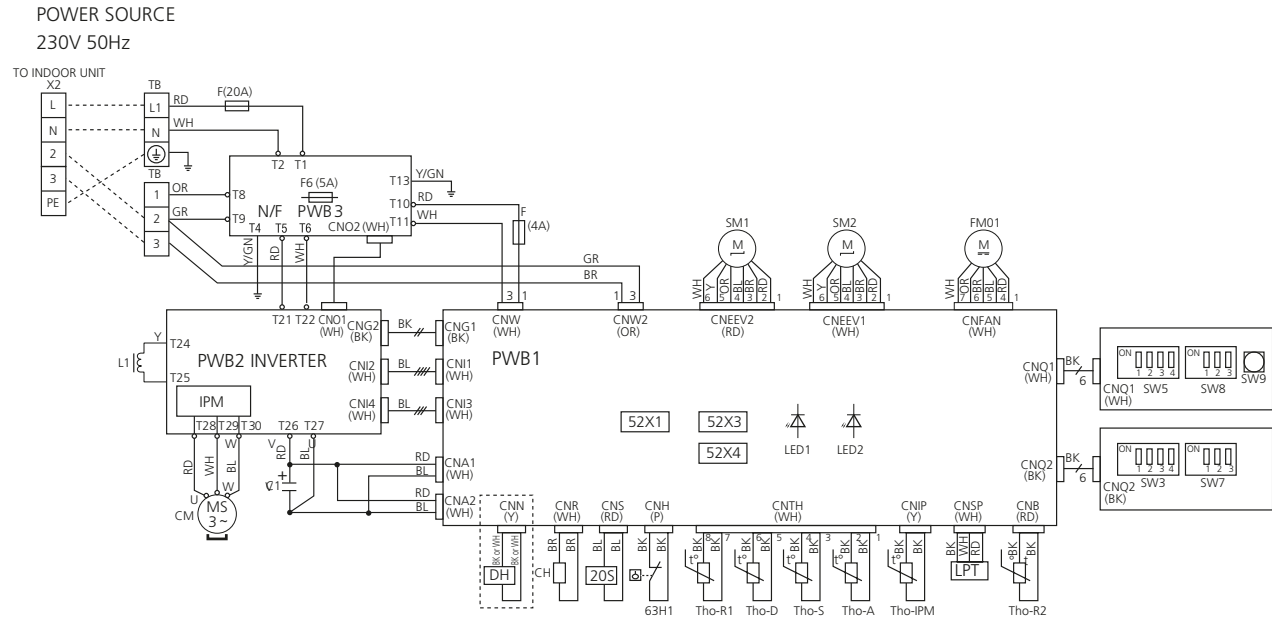 POWER SOURCE
230V 50Hz
TO INDOOR UNIT
X2
TB
L
N
2
3
PE
L1
N
TB
1
2
3
RD
WH
F(20A)
OR
GR
T2
T1
T8
T9
F6 (5A)
N/F
PWB3
T13
T10
T11
T4
T5
T6
CNO2 (WH)
Y/GN
RD
WH
F
(4A)
Y/GN
RD
WH
GR
BR
3
1
1
3
SM1
M
WH
Y
OR
BL
BR
RD
6
5
4
3
2
1
SM2
M
WH
Y
OR
BL
BR
RD
6
5
4
3
2
1
FM01
M
WH
OR
BR
BL
RD
7
6
5
4
1
T21
T22
CNO1
(WH)
CNG2
(BK)
BK
CNG1
(BK)
CNW
(WH)
CNW2
(OR)
CNEEV2
(RD)
CNEEV1
(WH)
CNFAN
(WH)
Y
L1
T24
T25
PWB2 INVERTER
IPM
CNI2
(WH)
BL
CNI1
(WH)
PWB1
CNI4
(WH)
BL
CNI3
(WH)
T28
T29
T30
T26
T27
W
V
U
RD
WH
BL
RD
BL
U
W
CM
MS
3~
+
C1
RD
BL
CNA1
(WH)
RD
BL
CNA2
(WH)
52X1
52X3
52X4
LED1
LED2
CNQ1
(WH)
BK
6
CNQ1
(WH)
ON
1 2 3 4
SW5
ON
1 2 3
SW8
SW9
CNQ2
(BK)
BK
6
CNQ2
(BK)
ON
1 2 3 4
SW3
ON
1 2 3
SW7
CNN
(Y)
BK or WH
BK or WH
DH
CNR
(WH)
BR
BR
CH
CNS
(RD)
BL
BL
20S
CNH
(P)
BK
BK
63H1
CNTH
(WH)
8
7
6
5
4
3
2
1
BK
BK
t°
Tho-R1
BK
BK
t°
Tho-D
BK
BK
t°
Tho-S
BK
BK
t°
Tho-A
CNIP
(Y)
BK
BK
t°
Tho-IPM
CNSP
(WH)
BK
WH
RD
LPT
CNB
(RD)
BK
BK
t°
Tho-R2